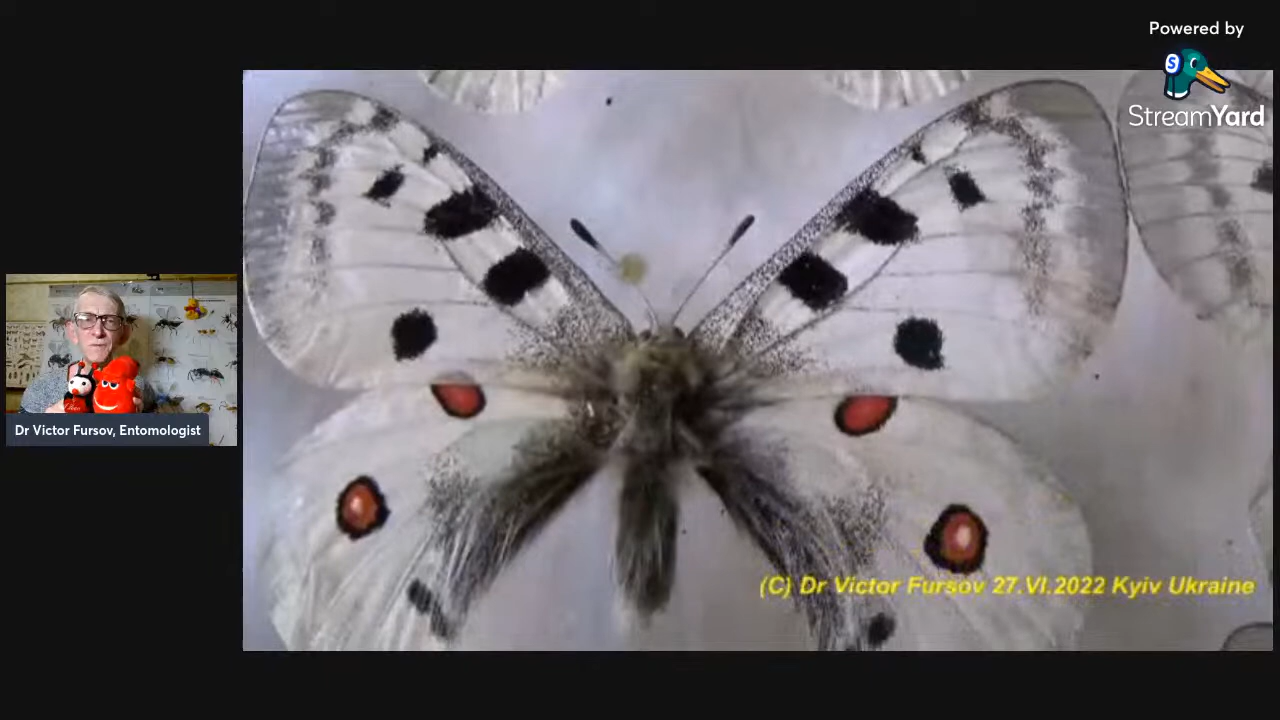 Powered by
S
StreamYard
Dr Victor Fursov, Entomologist
(C) Dr Victor Fursov 27.VI.2022 Kyiv Ukraine